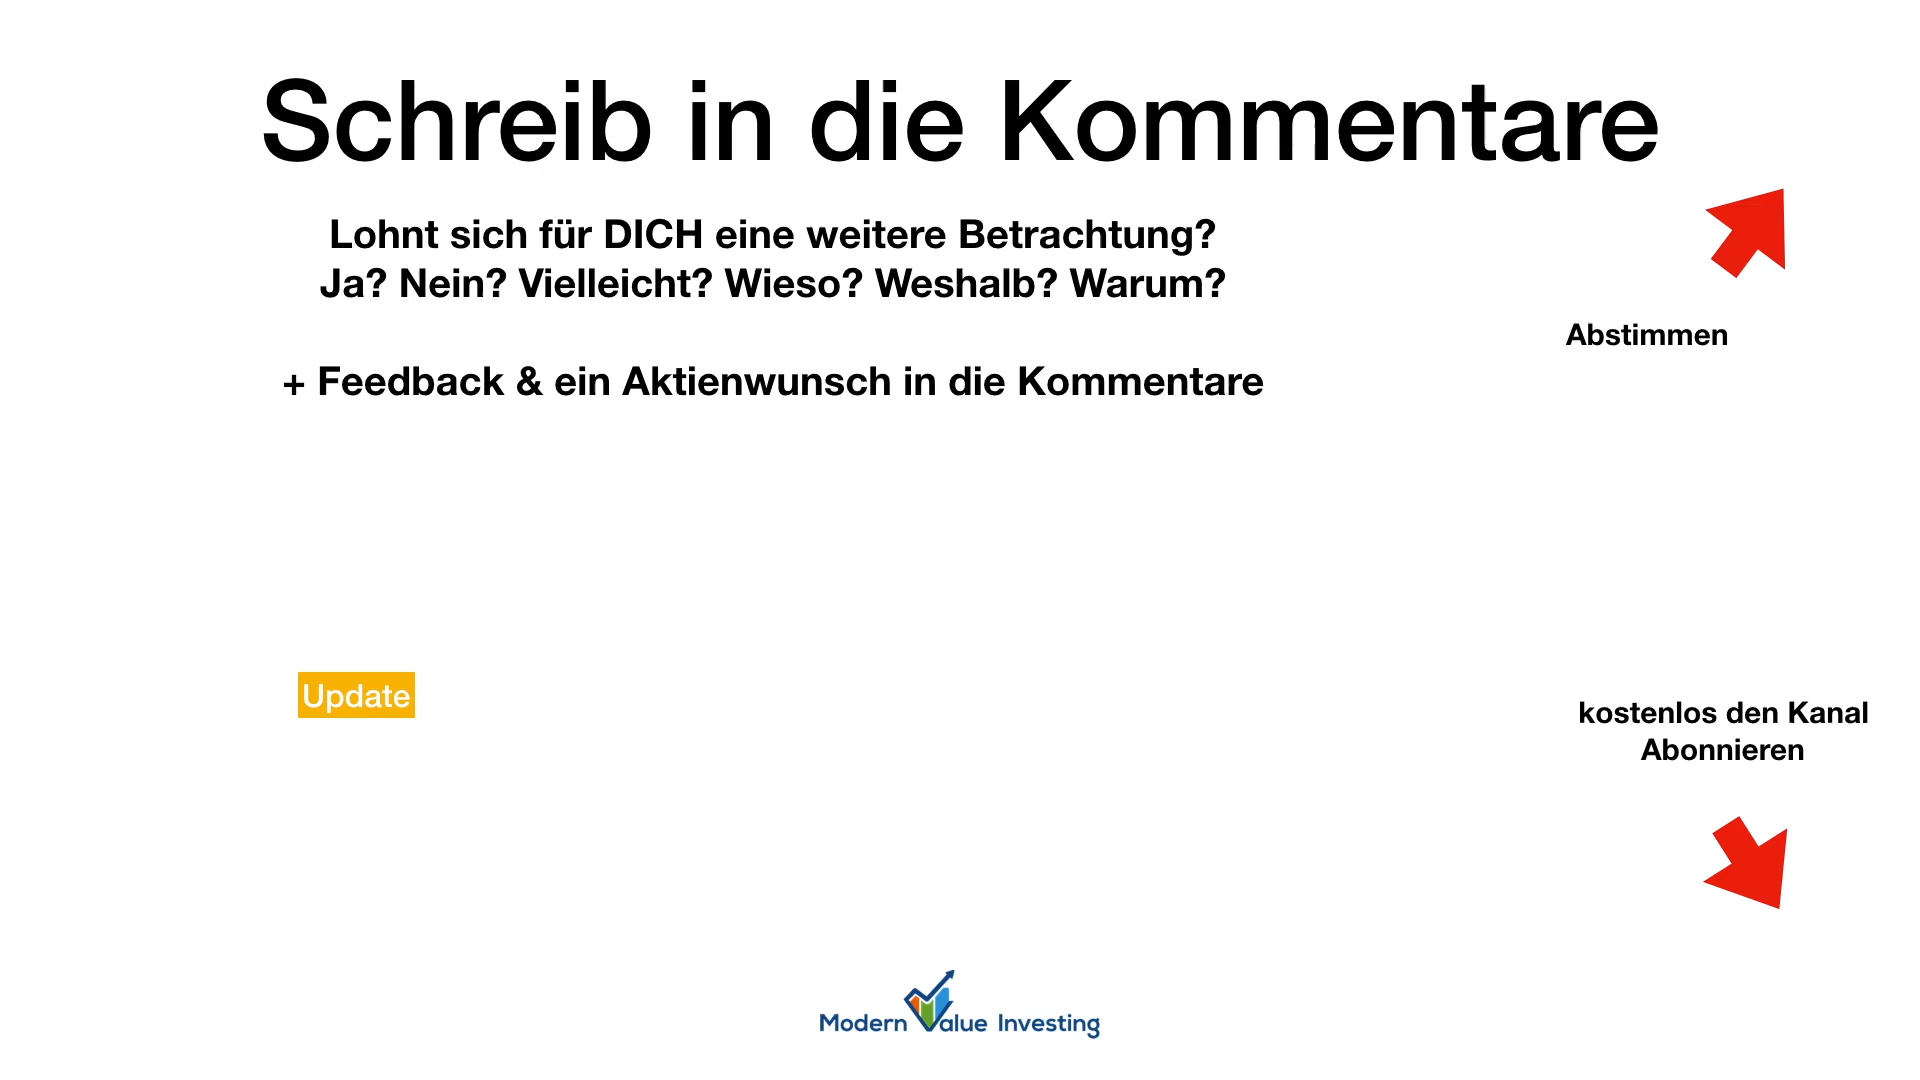 Schreib in die Kommentare
Lohnt sich für DICH eine weitere Betrachtung?
Ja? Nein? Vielleicht? Wieso? Weshalb? Warum?
Abstimmen
+ Feedback & ein Aktienwunsch in die Kommentare
Update
kostenlos den Kanal
Abonnieren
Modern Value Investing